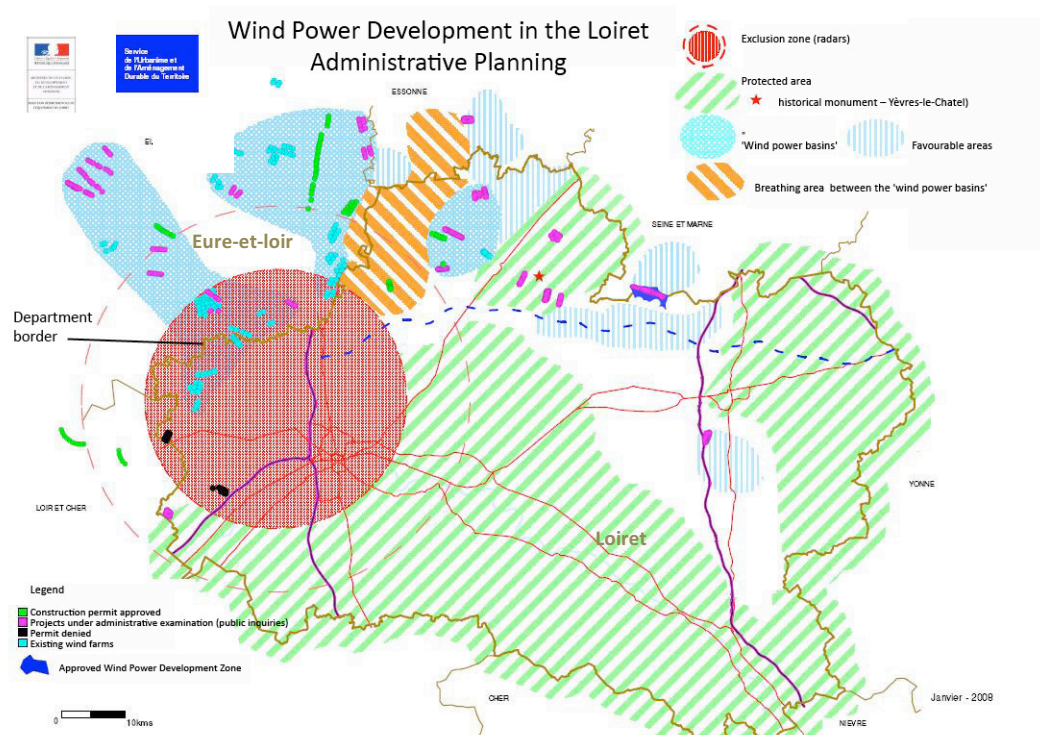 Wind Power Development in the Loiret
Administrative Planning
Service
de l'Urbanime et
de l'Aménagement
Durable du Territoire
Exclusion zone (radars)
Protected area
historical monument – Yèvres-le-Chatel)
"
'Wind power basins'
Favourable areas
Breathing area between the 'wind power basins'
ESSONNE
EL
SEINE ET MARNE
Eure-et-loir
Department
border
LOIR ET CHER
YONNE
Loiret
CHER
NIEVRE
Legend
Construction permit approved
Projects under administrative examination (public inquiries)
Permit denied
Existing wind farms
Approved Wind Power Development Zone
0
10kms
Janvier - 2008